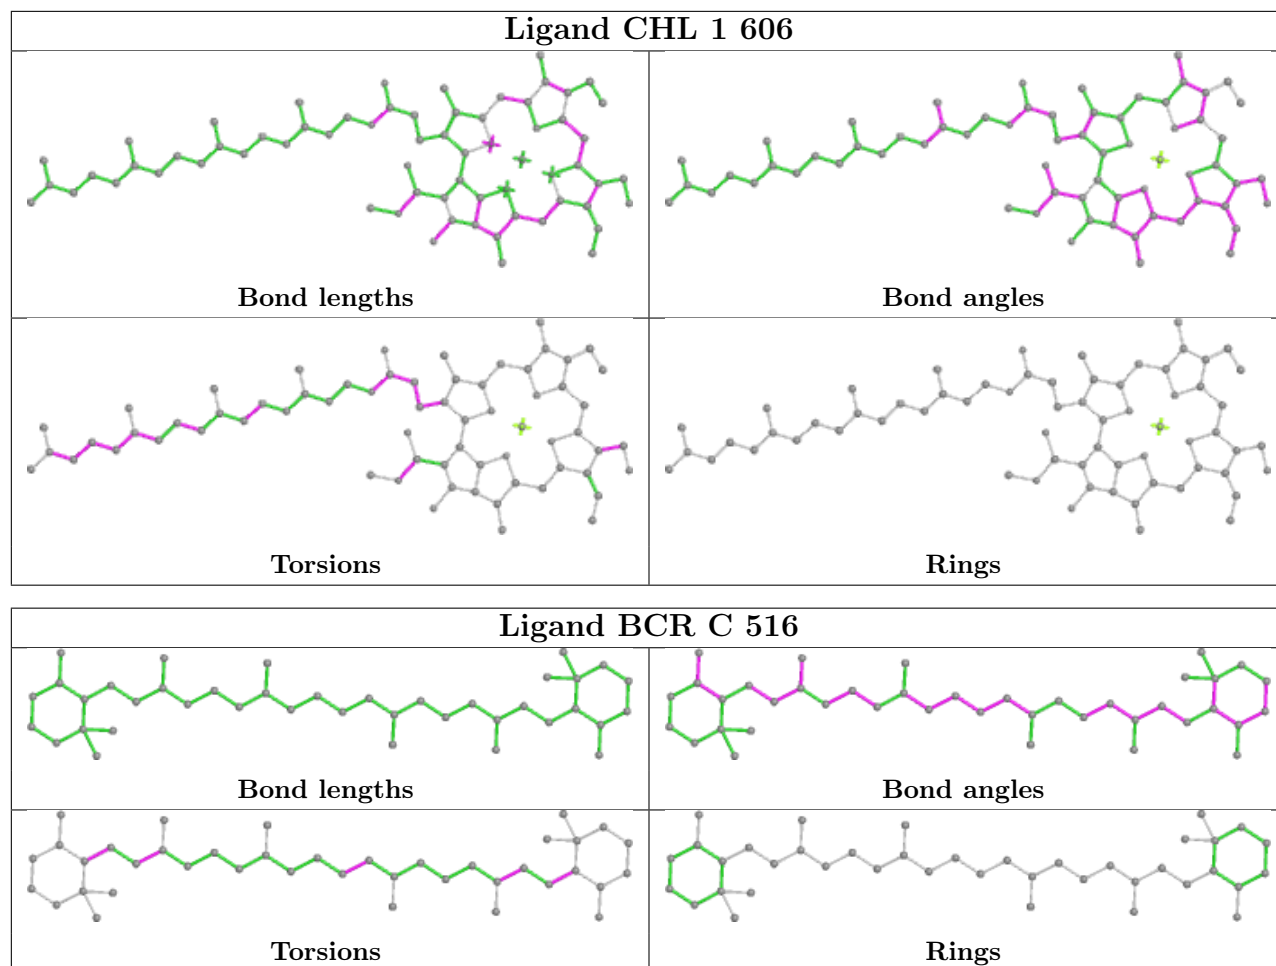 Ligand CHL 1 606
Bond lengths
Bond angles
Torsions
Rings
Ligand BCR C 516
Bond lengths
Bond angles
Torsions
Rings